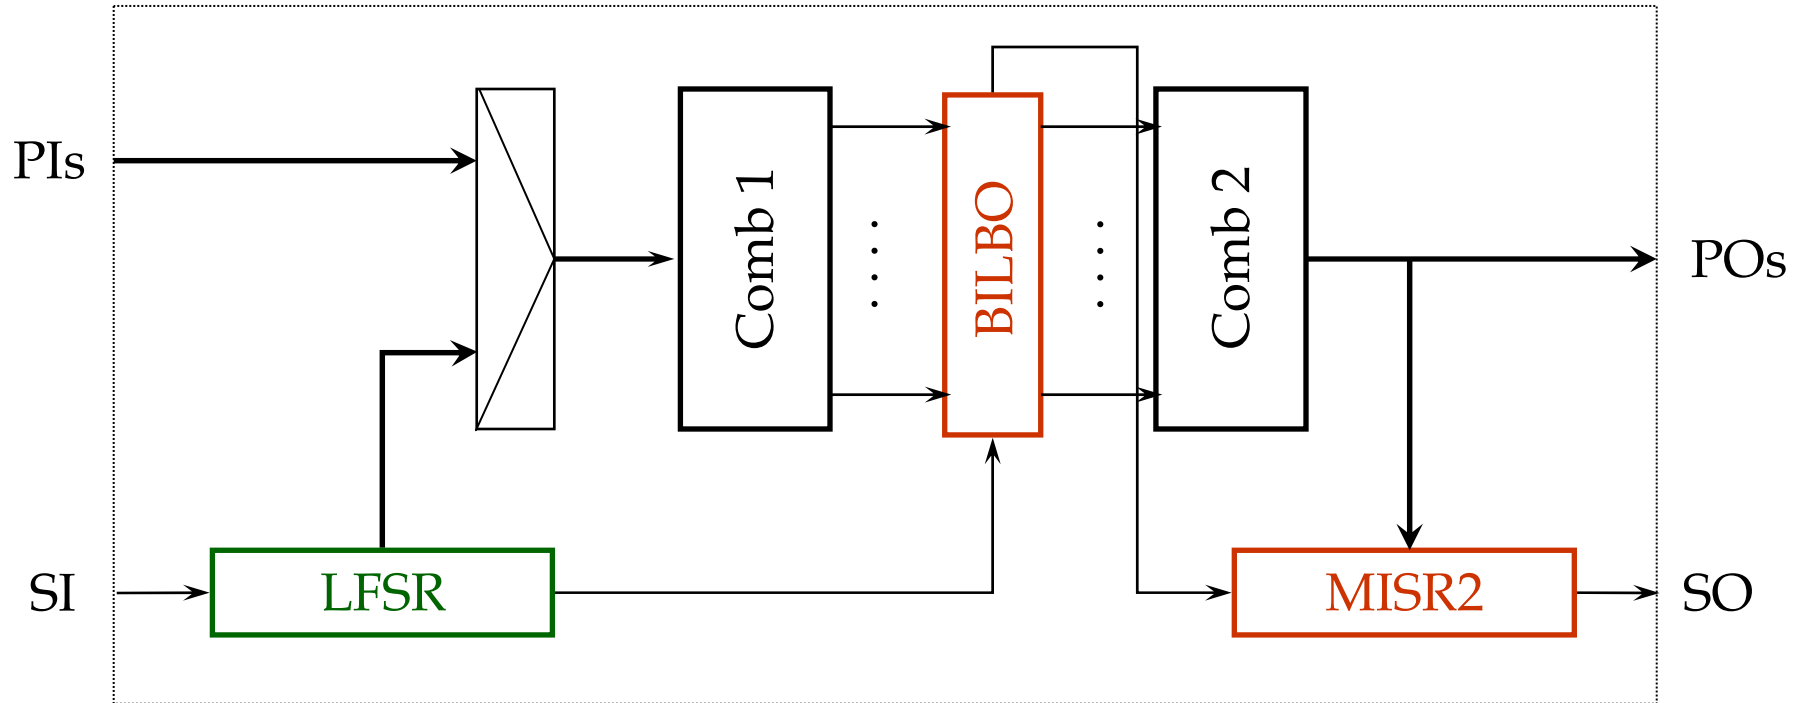 PIs
Comb 1
BILBO
Comb 2
POs
SI
LFSR
MISR2
SO